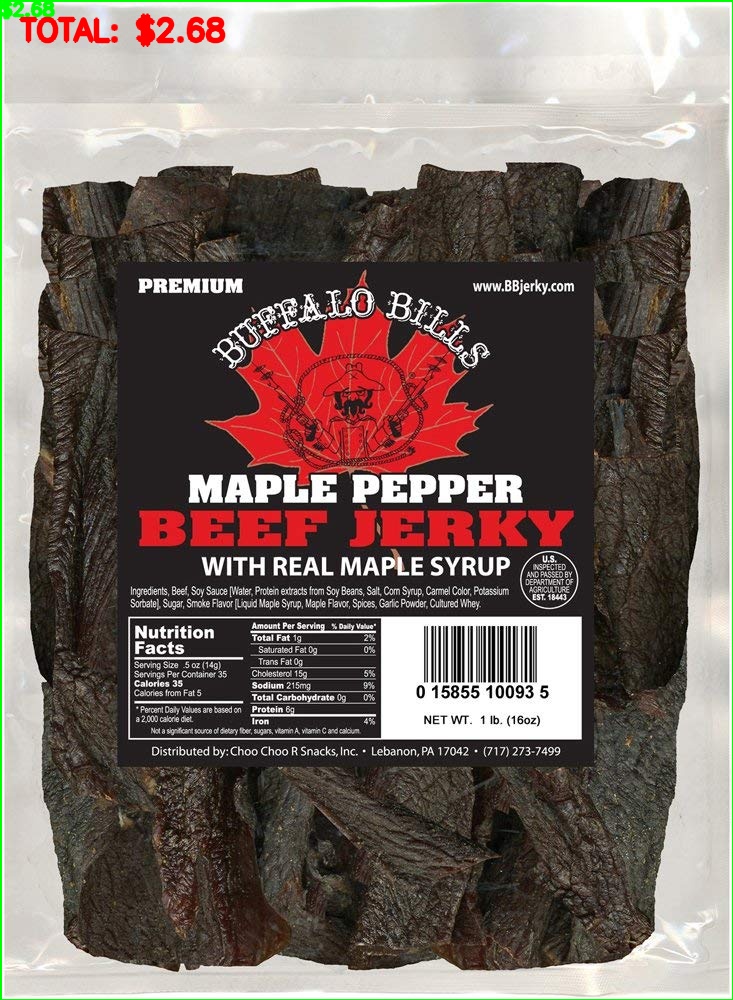 $2.68
TOTAL: $2.68
PREMIUM
www.BBjerky.com
BUFFALO BILLS
MAPLE PEPPER
BEEF JERKY
WITH REAL MAPLE SYRUP
U.S.
INSPECTED
AND PASSED BY
DEPARTMENT OF
AGRICULTURE
EST. 18443
Ingredients, Beef, Soy Sauce [Water, Protein extracts from Soy Beans, Salt, Corn Syrup, Carmel Color, Potassium
Sorbate], Sugar, Smoke Flavor [Liquid Maple Syrup, Maple Flavor, Spices, Garlic Powder, Cultured Whey.
Nutrition
Facts
Serving Size .5 oz (14g)
Servings Per Container 35
Calories 35
Calories from Fat 5
* Percent Daily Values are based on
a 2,000 calorie diet.
Amount Per Serving % Daily Value*
Total Fat 1g 2%
Saturated Fat 0g 0%
Trans Fat 0g
Cholesterol 15g 5%
Sodium 215mg 9%
Total Carbohydrate 0g 0%
Protein 6g
Iron 4%
Not a significant source of dietary fiber, sugars, vitamin A, vitamin C and calcium.
0 15855 10093 5
NET WT. 1 lb. (16oz)
Distributed by: Choo Choo R Snacks, Inc. • Lebanon, PA 17042 • (717) 273-7499